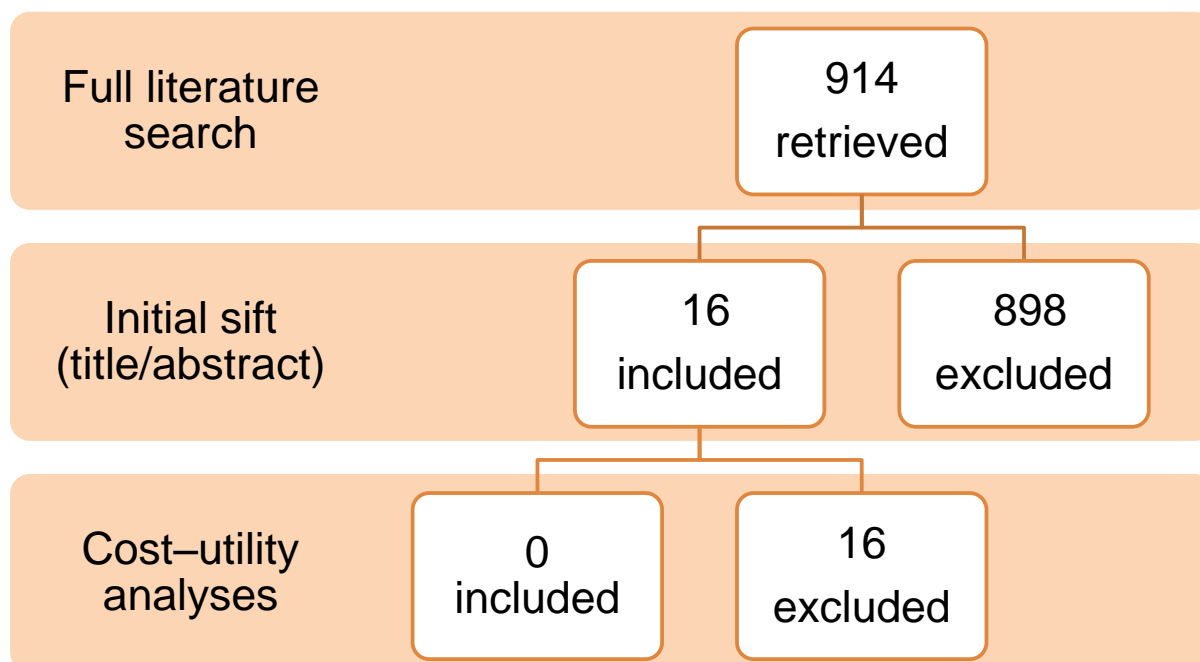 Full literature
search
914
retrieved
Initial sift
(title/abstract)
16
included
898
excluded
Cost–utility
analyses
0
included
16
excluded